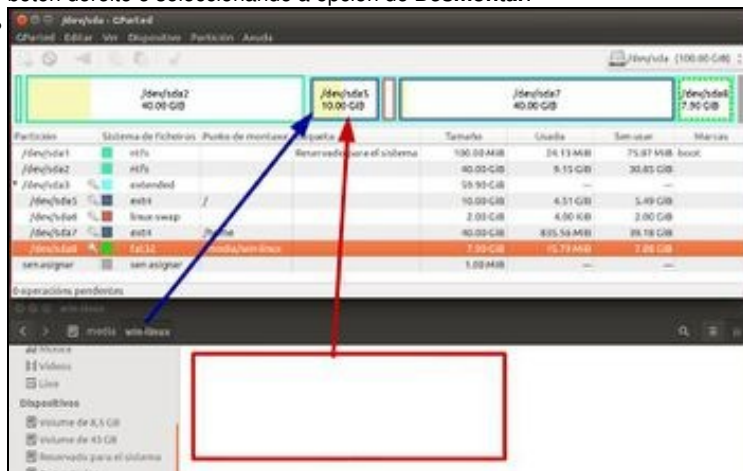 botón dereito e seleccionando a opción de Desmontar.
/dev/sda - GParted
GParted Editar Ver Dispositivo Partición Axuda
/dev/sda (100.00 GiB)
/dev/sda2
40.00 GiB
/dev/sda5
10.00 GiB
/dev/sda7
40.00 GiB
/dev/sda8
7.90 GiB
Partición Sistema de ficheiros Punto de montaxe Etiqueta Tamaño Usada Sen usar Marcas
/dev/sda1 ntfs Reservado para el sistema 100.00 MiB 24.13 MiB 75.87 MiB boot
/dev/sda2 ntfs 40.00 GiB 9.15 GiB 30.85 GiB
/dev/sda3 extended 59.90 GiB — —
/dev/sda5 ext4 / 10.00 GiB 4.51 GiB 5.49 GiB
/dev/sda6 linux-swap 2.00 GiB 4.00 KiB 2.00 GiB
/dev/sda7 ext4 /home 40.00 GiB 835.56 MiB 39.18 GiB
/dev/sda8 fat32 /media/win-linux 7.90 GiB 15.79 MiB 7.88 GiB
sen asignar sen asignar 1.00 MiB — —
0 operacións pendentes
win-linux
media win-linux
Música
Vídeos
Lixo
Dispositivos
Volume de 8,5 GB
Volume de 43 GB
Reservado para el sistema